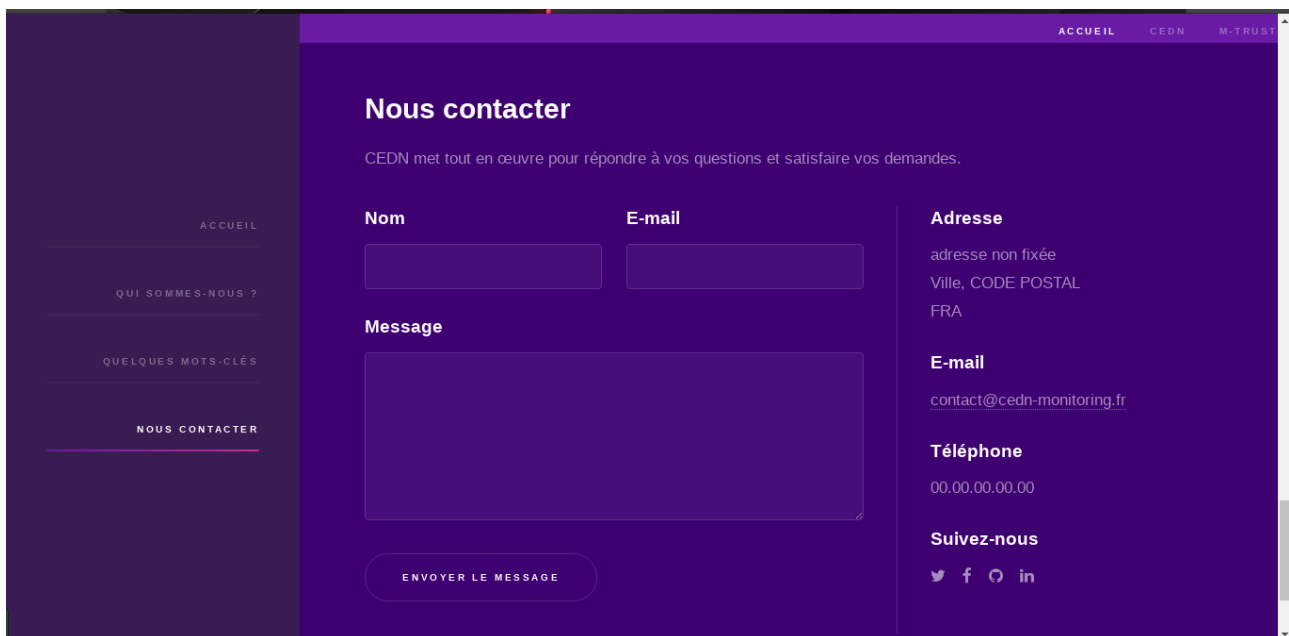 ACCUEIL CEDN M-TRUST
ACCUEIL
QUI SOMMES-NOUS ?
QUELQUES MOTS-CLÉS
NOUS CONTACTER
Nous contacter
CEDN met tout en œuvre pour répondre à vos questions et satisfaire vos demandes.
Nom
E-mail
Message
ENVOYER LE MESSAGE
Adresse
adresse non fixée
Ville, CODE POSTAL
FRA
E-mail
contact@cedn-monitoring.fr
Téléphone
00.00.00.00.00
Suivez-nous